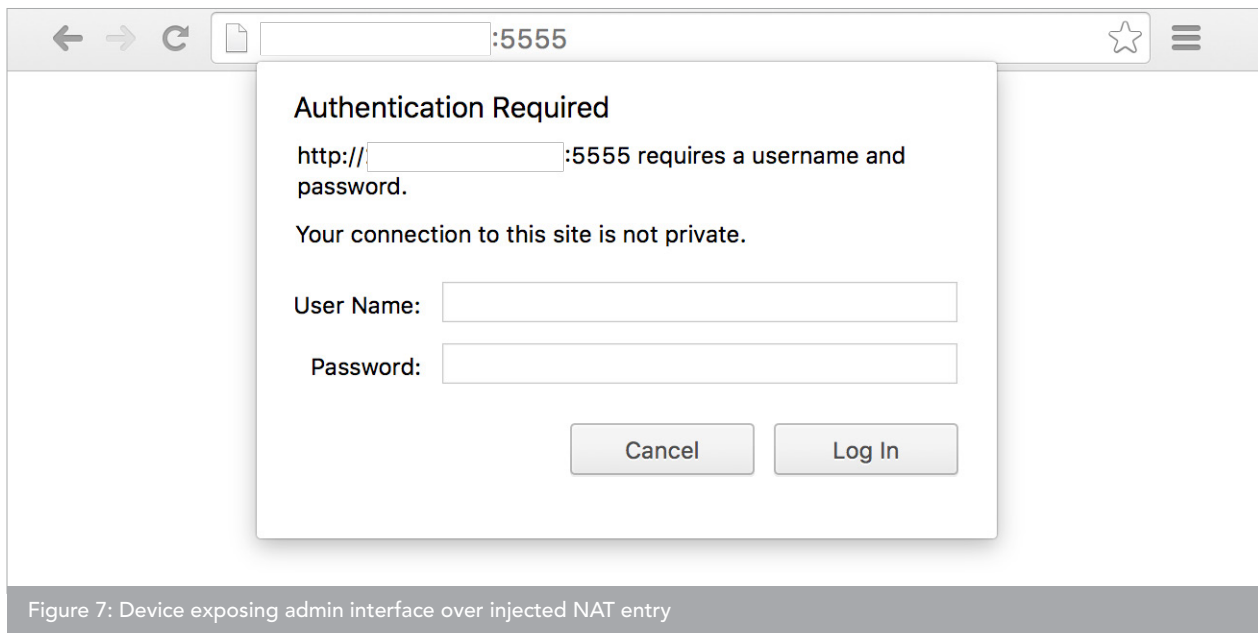 :5555
Authentication Required
http:// :5555 requires a username and
password.
Your connection to this site is not private.
User Name:
Password:
Cancel Log In
Figure 7: Device exposing admin interface over injected NAT entry